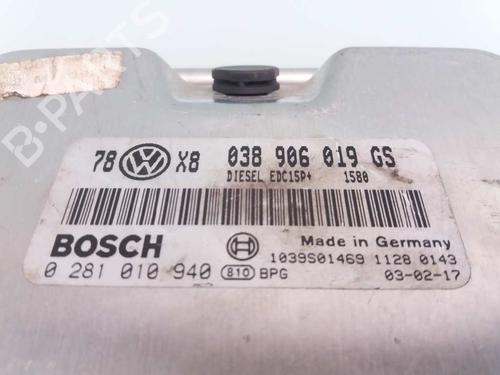 B-PARTS
78 VW X8 038 906 019 GS
DIESEL EDC15P+ 1580
BOSCH
0 281 010 940
810 BPG
Made in Germany
1039S01469 1128 0143
03-02-17